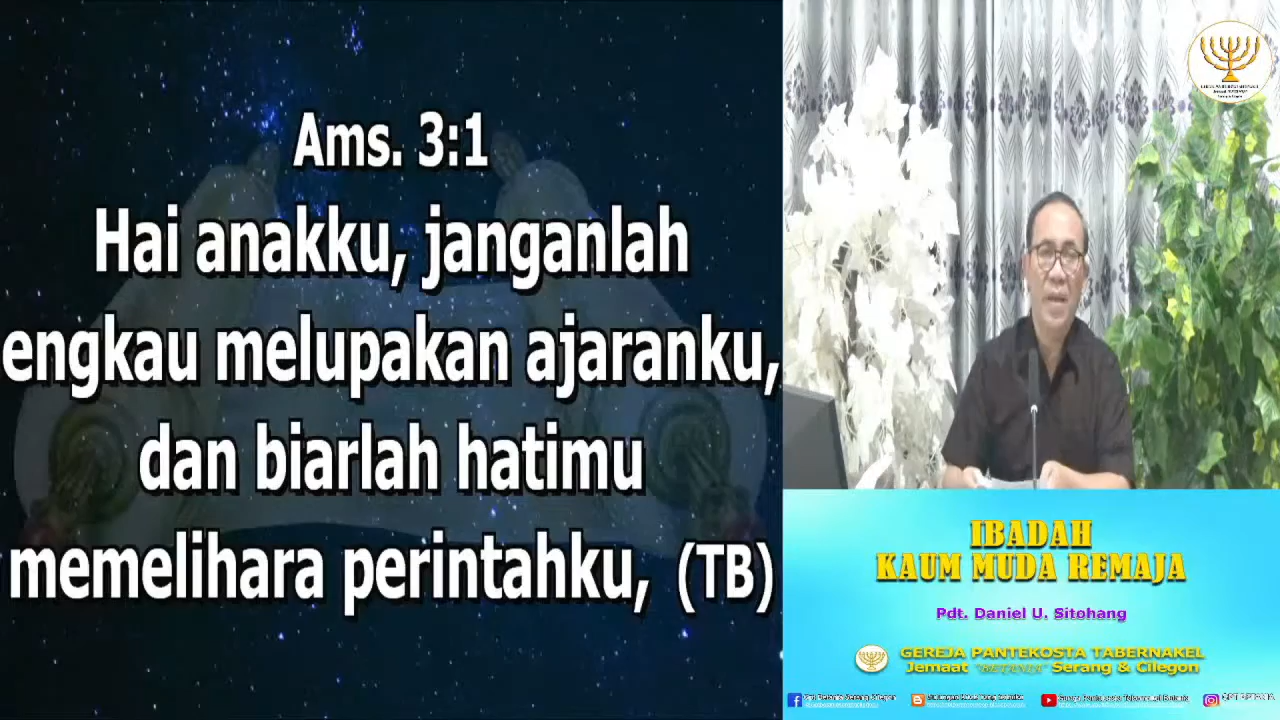 Ams. 3:1
Hai anakku, janganlah
engkau melupakan ajaranku,
dan biarlah hatimu
memelihara perintahku, (TB)
IBADAH
KAUM MUDA REMAJA
Pdt. Daniel U. Sitohang
GEREJA PANTEKOSTA TABERNAKEL
Jemaat "BETANIA" Serang & Cilegon